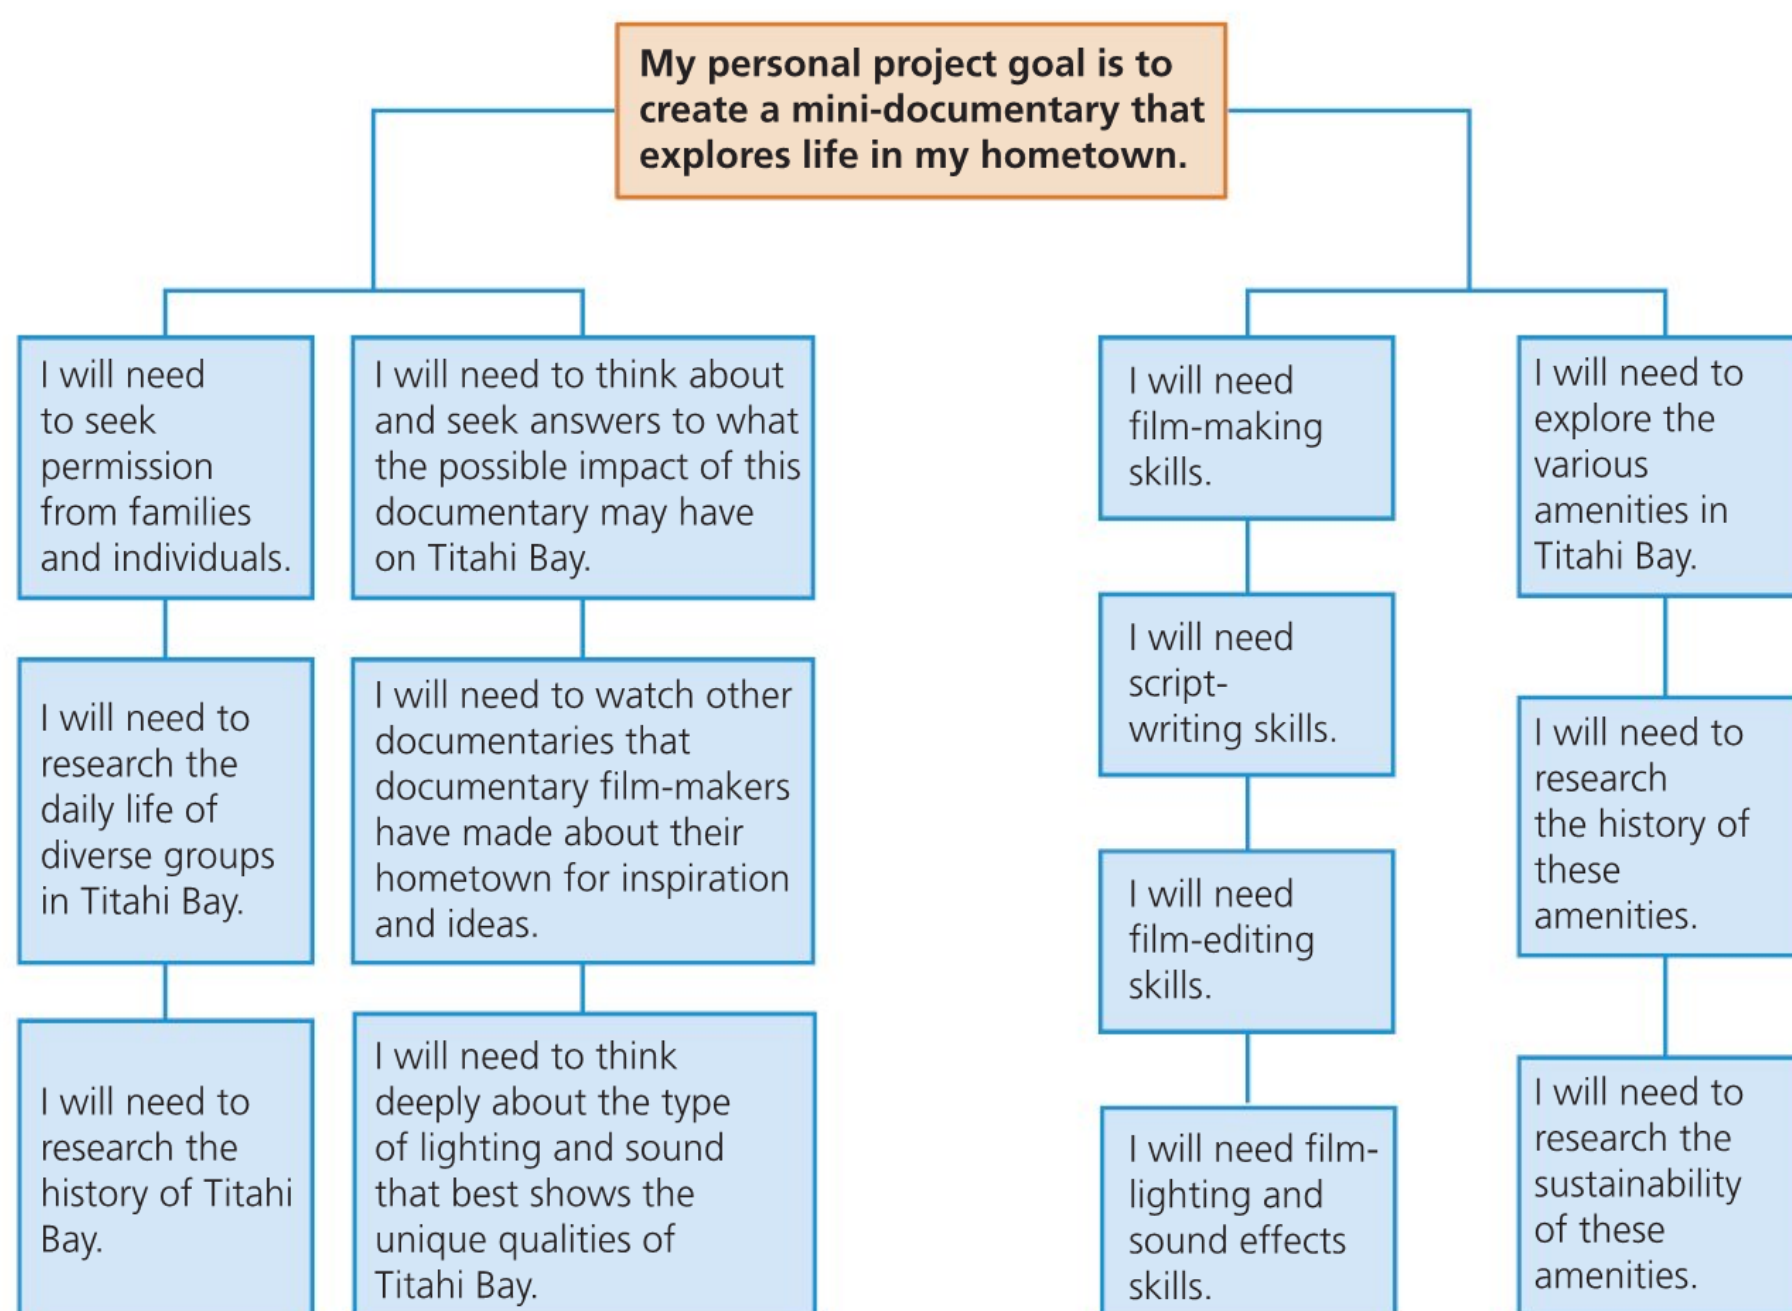 My personal project goal is to
create a mini-documentary that
explores life in my hometown.
I will need
to seek
permission
from families
and individuals.
I will need to
research the
daily life of
diverse groups
in Titahi Bay.
I will need to
research the
history of Titahi
Bay.
I will need to think about
and seek answers to what
the possible impact of this
documentary may have
on Titahi Bay.
I will need to watch other
documentaries that
documentary film-makers
have made about their
hometown for inspiration
and ideas.
I will need to think
deeply about the type
of lighting and sound
that best shows the
unique qualities of
Titahi Bay.
I will need
film-making
skills.
I will need
script-
writing skills.
I will need
film-editing
skills.
I will need film-
lighting and
sound effects
skills.
I will need to
explore the
various
amenities in
Titahi Bay.
I will need to
research
the history of
these
amenities.
I will need to
research the
sustainability
of these
amenities.